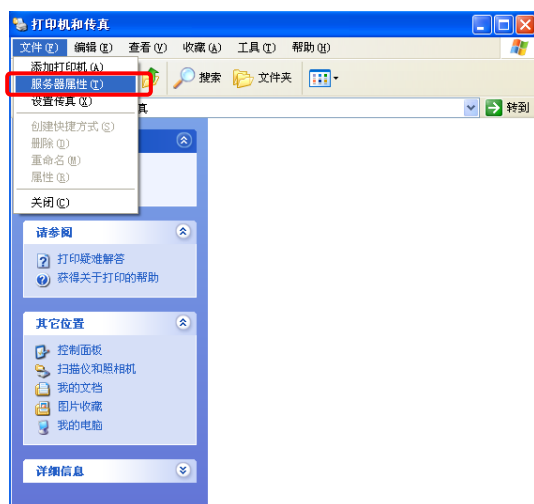 打印机和传真
文件(F) 编辑(E) 查看(V) 收藏(A) 工具(T) 帮助(H)
添加打印机(A)
服务器属性(T)
设置传真(X)
创建快捷方式(S)
删除(D)
重命名(M)
属性(R)
关闭(C)
搜索 文件夹
真 转到
请参阅
打印疑难解答
获得关于打印的帮助
其它位置
控制面板
扫描仪和照相机
我的文档
图片收藏
我的电脑
详细信息